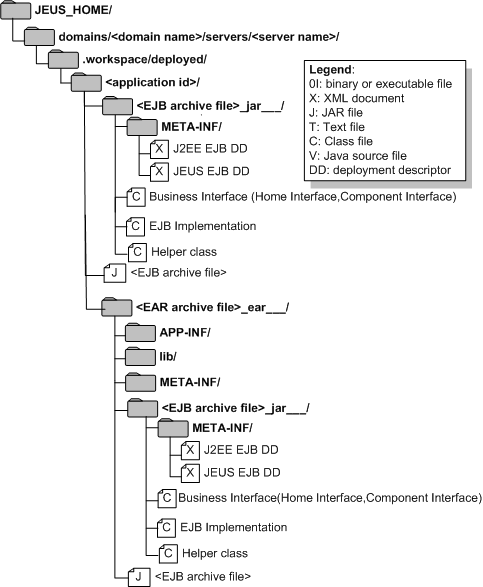 JEUS_HOME/
domains/<domain name>/servers/<server name>/
.workspace/deployed/
<application id>/
<EJB archive file>_jar___/
META-INF/
X J2EE EJB DD
X JEUS EJB DD
C Business Interface (Home Interface,Component Interface)
C EJB Implementation
C Helper class
J <EJB archive file>
<EAR archive file>_ear___/
APP-INF/
lib/
META-INF/
<EJB archive file>_jar___/
META-INF/
X J2EE EJB DD
X JEUS EJB DD
C Business Interface(Home Interface,Component Interface)
C EJB Implementation
C Helper class
J <EJB archive file>
Legend:
0I: binary or executable file
X: XML document
J: JAR file
T: Text file
C: Class file
V: Java source file
DD: deployment descriptor